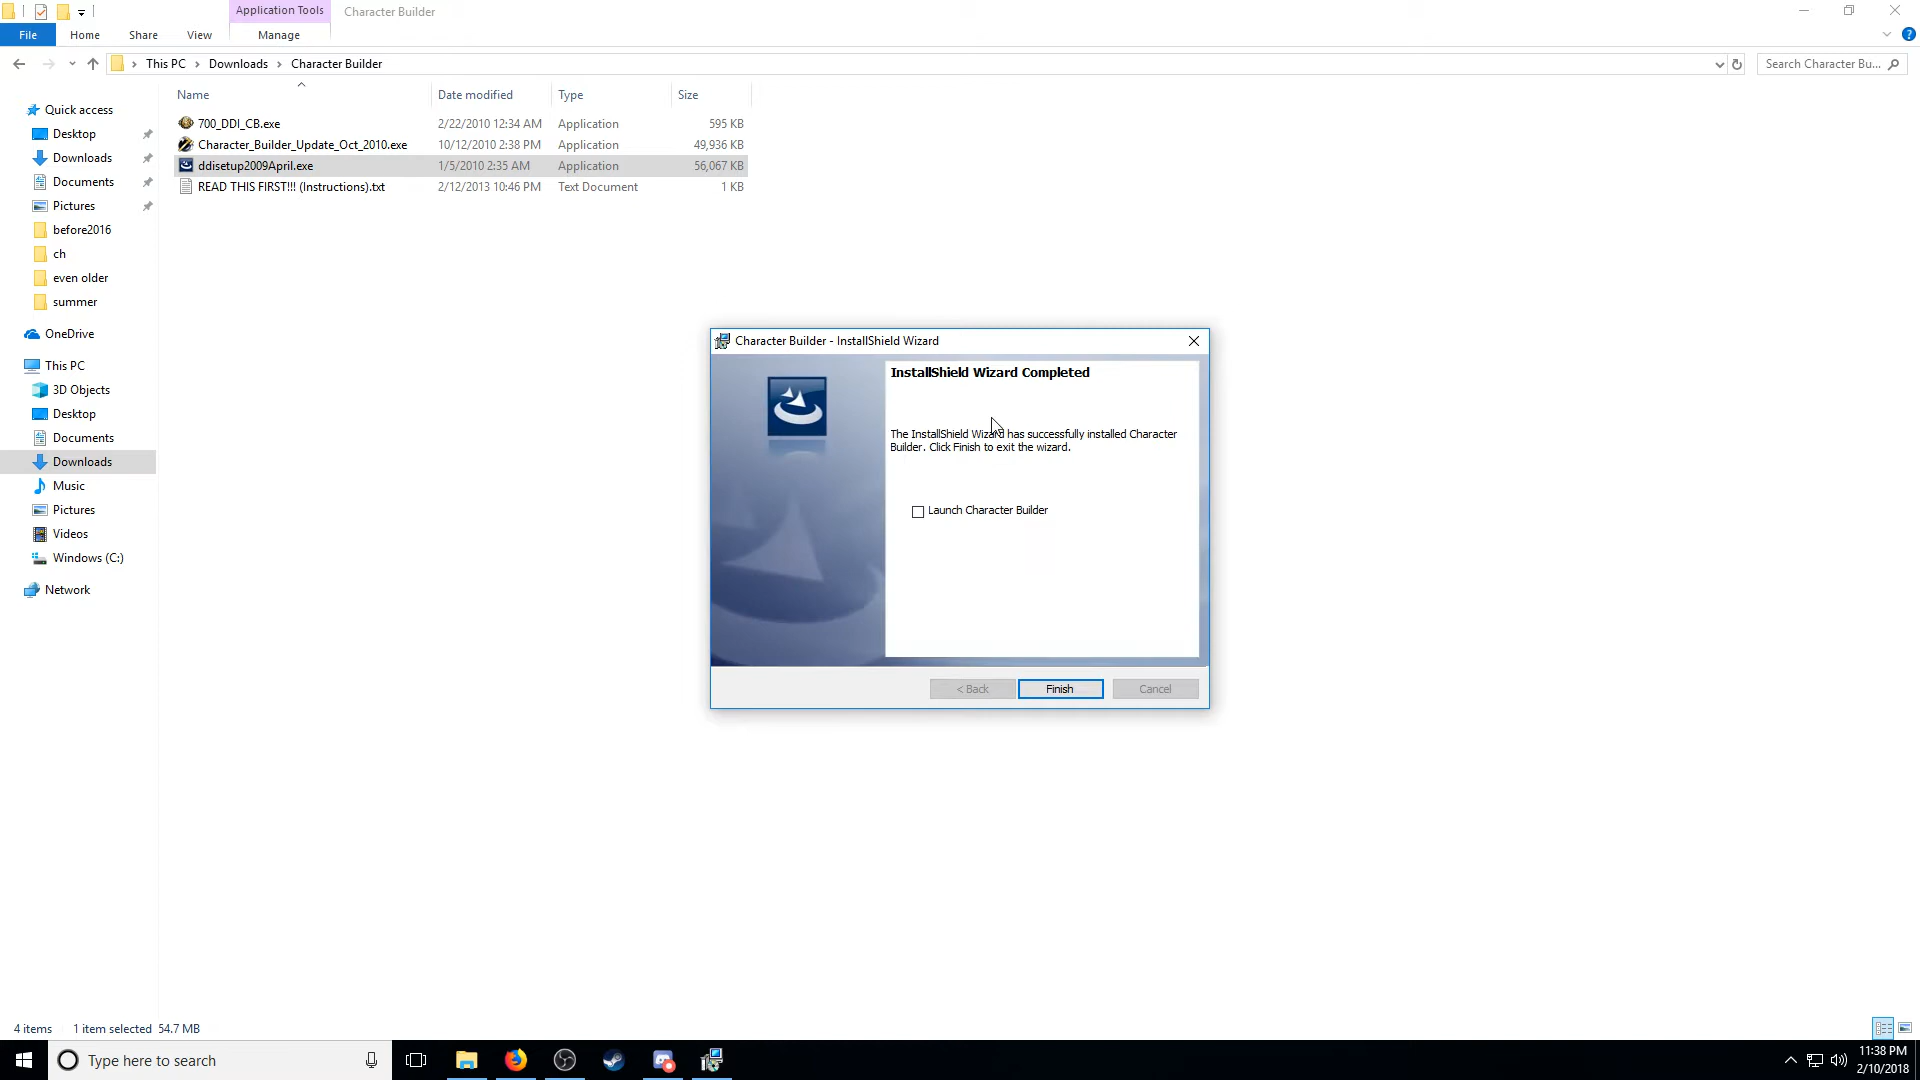 Application Tools
Character Builder
File
Home
Share
View
Manage
This PC
Downloads
Character Builder
Search Character Bu...
Name
Date modified
Type
Size
700_DDI_CB.exe
2/22/2010 12:34 AM
Application
595 KB
Character_Builder_Update_Oct_2010.exe
10/12/2010 2:38 PM
Application
49,936 KB
ddisetup2009April.exe
1/5/2010 2:35 AM
Application
56,067 KB
READ THIS FIRST!!! (Instructions).txt
2/12/2013 10:46 PM
Text Document
1 KB
Quick access
Desktop
Downloads
Documents
Pictures
before2016
ch
even older
summer
OneDrive
This PC
3D Objects
Desktop
Documents
Downloads
Music
Pictures
Videos
Windows (C:)
Network
Character Builder - InstallShield Wizard
InstallShield Wizard Completed
The InstallShield Wizard has successfully installed Character
Builder. Click Finish to exit the wizard.
Launch Character Builder
< Back
Finish
Cancel
4 items
1 item selected 54.7 MB
Type here to search
11:38 PM
2/10/2018